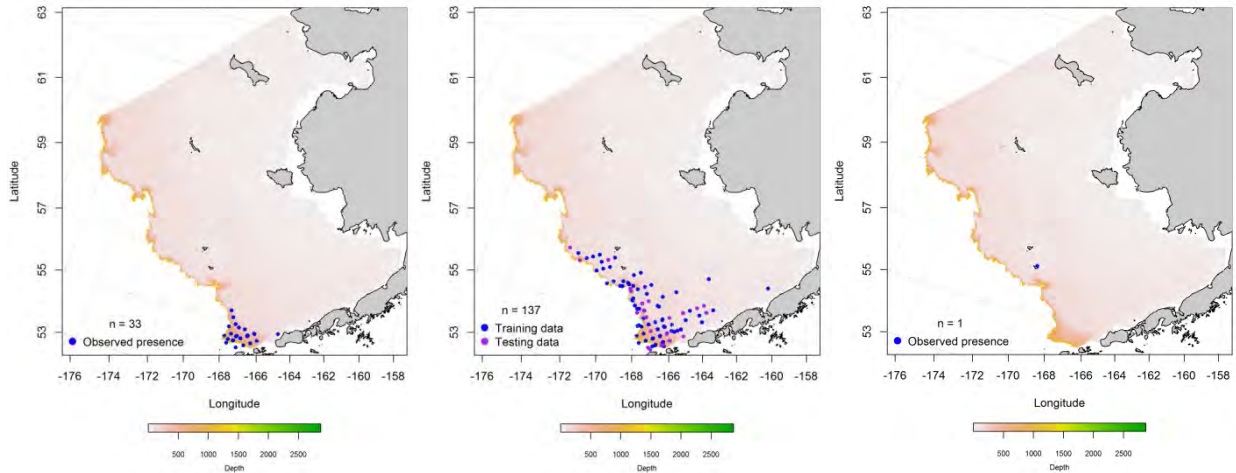 63
61
59
57
55
53
Latitude
n = 33
Observed presence
-176 -174 -172 -170 -168 -166 -164 -162 -160 -158
Longitude
500 1000 1500 2000 2500
Depth
63
61
59
57
55
53
Latitude
n = 137
Training data
Testing data
-176 -174 -172 -170 -168 -166 -164 -162 -160 -158
Longitude
500 1000 1500 2000 2500
Depth
63
61
59
57
55
53
Latitude
n = 1
Observed presence
-176 -174 -172 -170 -168 -166 -164 -162 -160 -158
Longitude
500 1000 1500 2000 2500
Depth